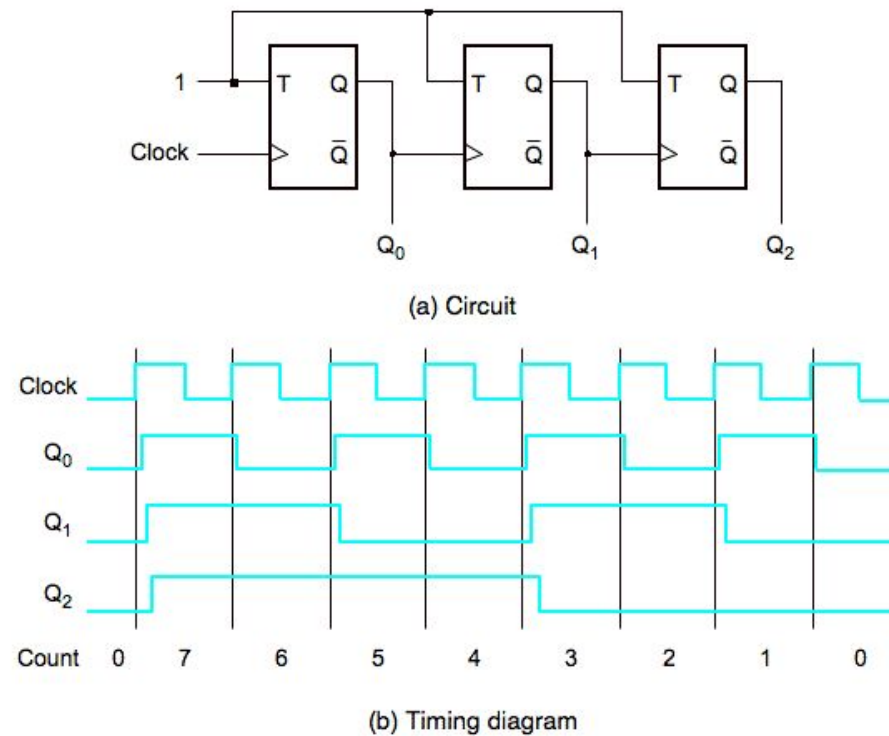 1 T Q T Q T Q
Clock Q̅ Q̅ Q̅
Q₀ Q₁ Q₂
(a) Circuit
Clock
Q₀
Q₁
Q₂
Count 0 7 6 5 4 3 2 1 0
(b) Timing diagram